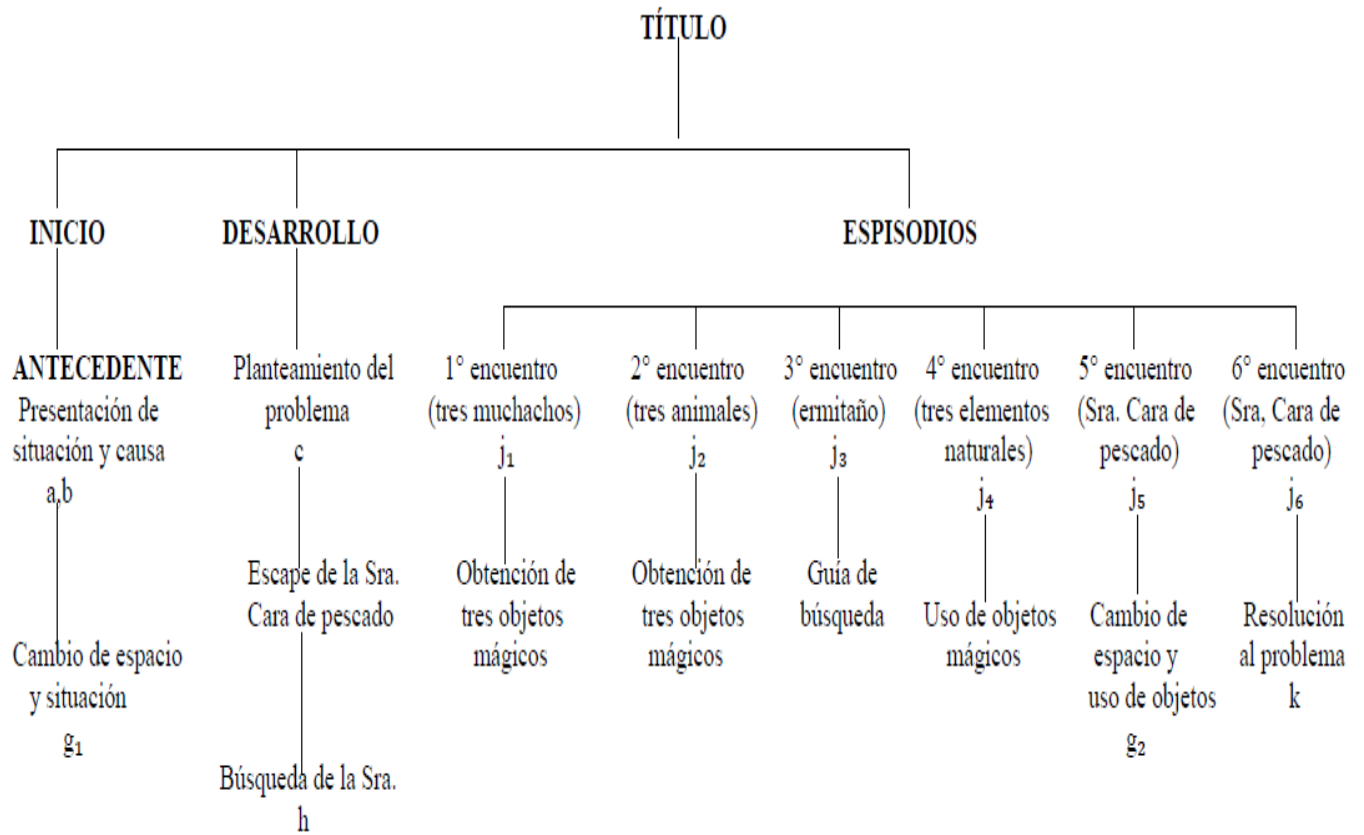 TÍTULO
INICIO
DESARROLLO
ESPISODIOS
ANTECEDENTE
Presentación de
situación y causa
a,b
Cambio de espacio
y situación
g₁
Planteamiento del
problema
c
Escape de la Sra.
Cara de pescado
Búsqueda de la Sra.
h
1° encuentro
(tres muchachos)
j₁
Obtención de
tres objetos
mágicos
2° encuentro
(tres animales)
j₂
Obtención de
tres objetos
mágicos
3° encuentro
(ermitaño)
j₃
Guía de
búsqueda
4° encuentro
(tres elementos
naturales)
j₄
Uso de objetos
mágicos
5° encuentro
(Sra. Cara de
pescado)
j₅
Cambio de
espacio y
uso de objetos
g₂
6° encuentro
(Sra, Cara de
pescado)
j₆
Resolución
al problema
k